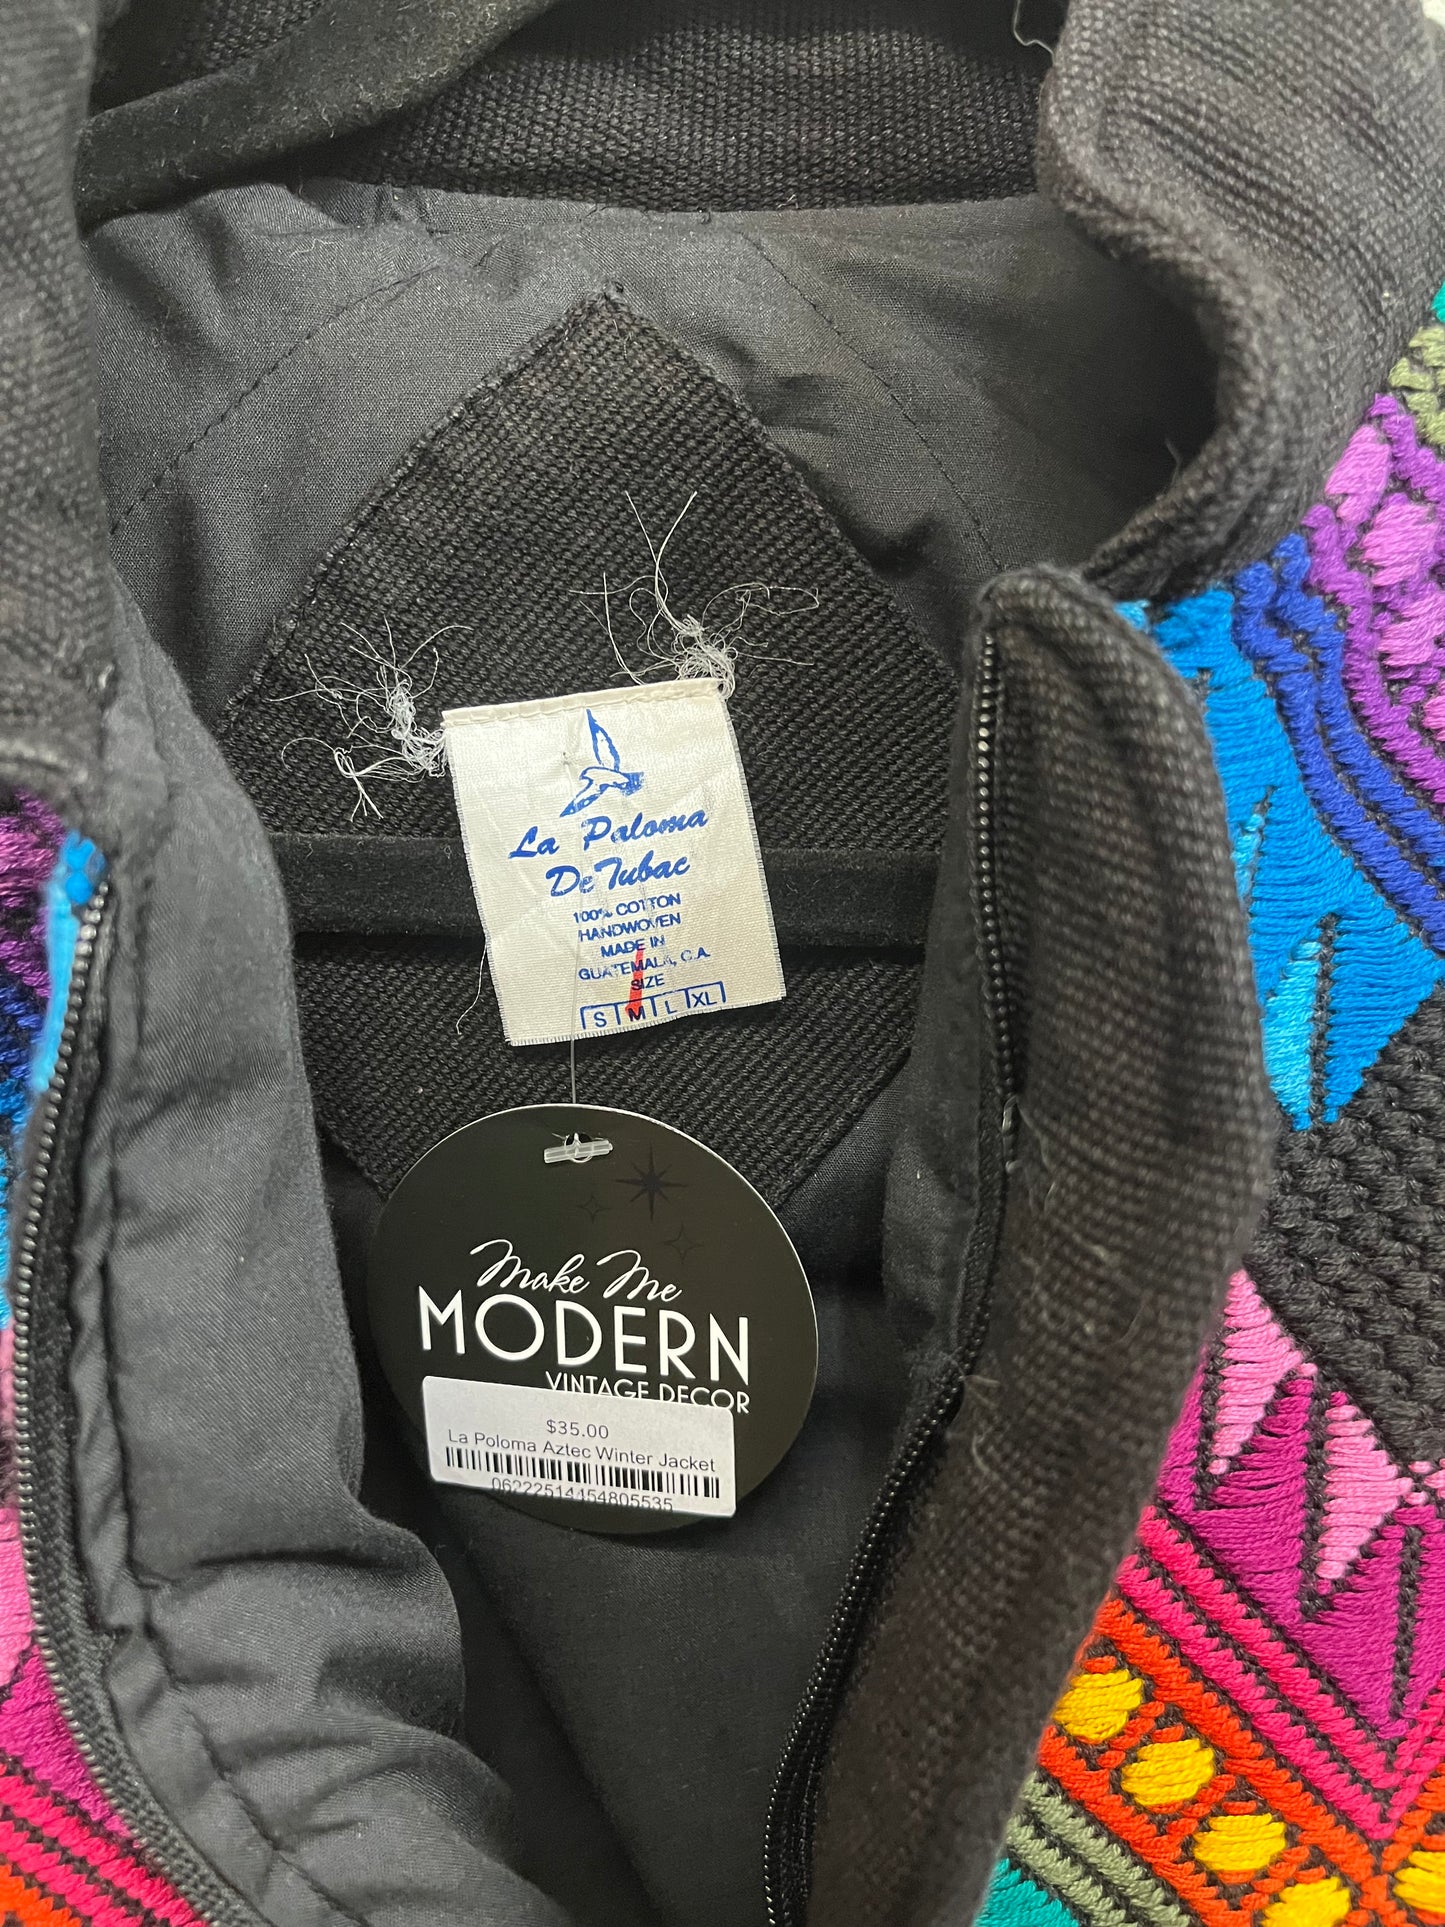 La Paloma
De Tubac
100% COTTON
HANDWOVEN
MADE IN
GUATEMALA, C.A.
SIZE
S M L XL
Make Me
MODERN
VINTAGE DECOR
$35.00
La Poloma Aztec Winter Jacket
06222514454805535